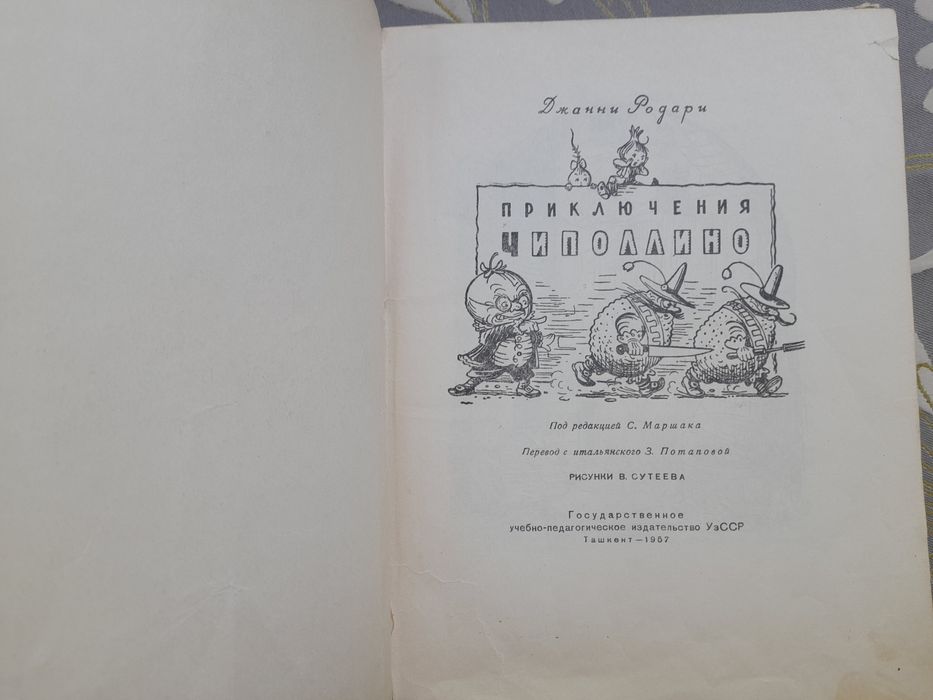 Джанни Родари
ПРИКЛЮЧЕНИЯ
ЧИПОЛЛИНО
Под редакцией С. Маршака
Перевод с итальянского З. Потаповой
РИСУНКИ В. СУТЕЕВА
Государственное
учебно-педагогическое издательство УзССР
Ташкент—1957